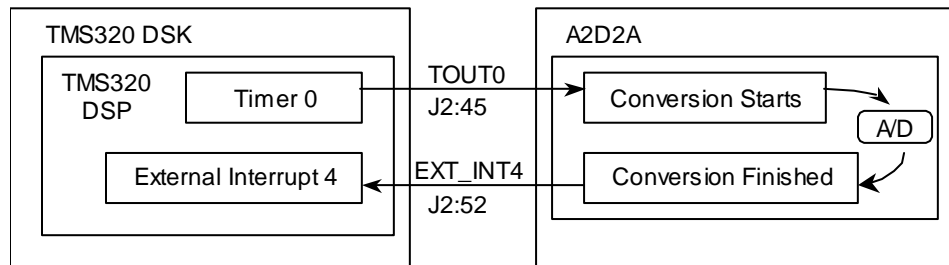 TMS320 DSK
A2D2A
TMS320
DSP
Timer 0
TOUT0
J2:45
Conversion Starts
A/D
External Interrupt 4
EXT_INT4
J2:52
Conversion Finished